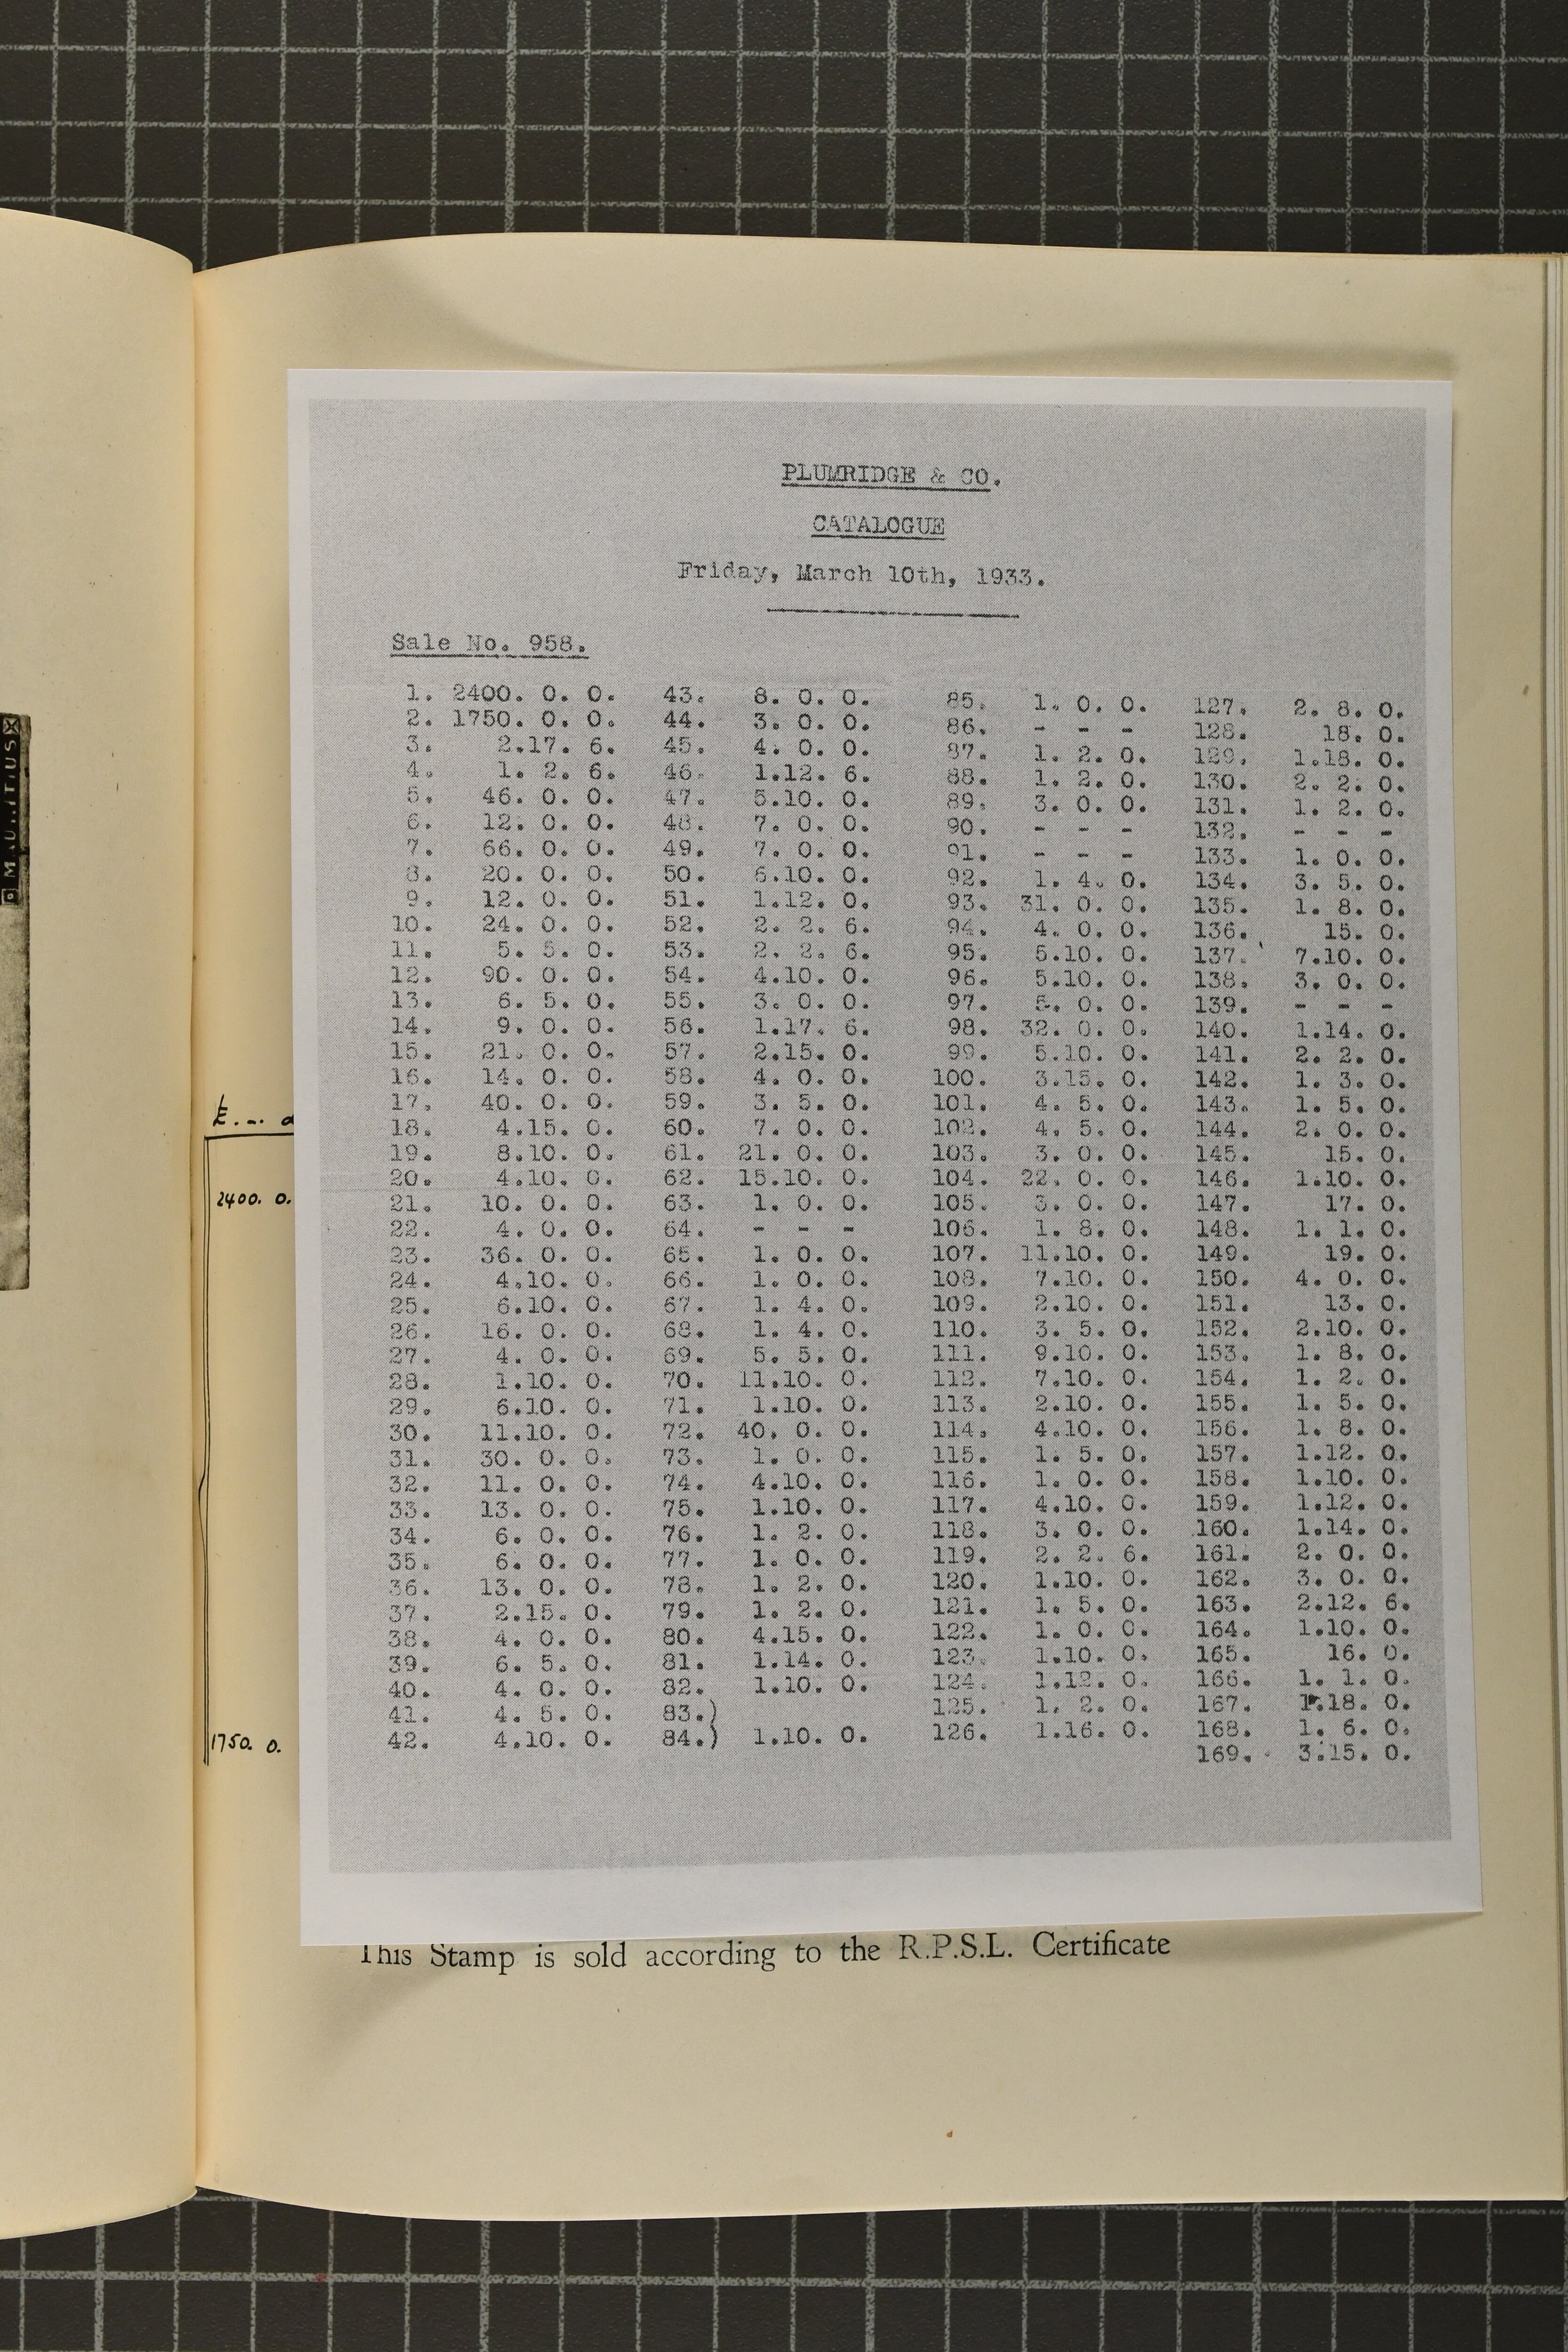 PLUMRIDGE & CO.
CATALOGUE
Friday, March 10th, 1933.
Sale No. 958.
1. 2400. 0. 0. 43. 8. 0. 0. 85. 1. 0. 0. 127. 2. 8. 0.
2. 1750. 0. 0. 44. 3. 0. 0. 86. - - - 128. 18. 0.
3. 2.17. 6. 45. 4. 0. 0. 87. 1. 2. 0. 129. 1.18. 0.
4. 1. 2. 6. 46. 1.12. 6. 88. 1. 2. 0. 130. 2. 2. 0.
5. 46. 0. 0. 47. 5.10. 0. 89. 3. 0. 0. 131. 1. 2. 0.
6. 12. 0. 0. 48. 7. 0. 0. 90. - - - 132. - - -
7. 66. 0. 0. 49. 7. 0. 0. 91. - - - 133. 1. 0. 0.
8. 20. 0. 0. 50. 6.10. 0. 92. 1. 4. 0. 134. 3. 5. 0.
9. 12. 0. 0. 51. 1.12. 0. 93. 31. 0. 0. 135. 1. 8. 0.
10. 24. 0. 0. 52. 2. 2. 6. 94. 4. 0. 0. 136. 15. 0.
11. 5. 5. 0. 53. 2. 2. 6. 95. 5.10. 0. 137. 7.10. 0.
12. 90. 0. 0. 54. 4.10. 0. 96. 5.10. 0. 138. 3. 0. 0.
13. 6. 5. 0. 55. 3. 0. 0. 97. 5. 0. 0. 139. - - -
14. 9. 0. 0. 56. 1.17. 6. 98. 32. 0. 0. 140. 1.14. 0.
15. 21. 0. 0. 57. 2.15. 0. 99. 5.10. 0. 141. 2. 2. 0.
16. 14. 0. 0. 58. 4. 0. 0. 100. 3.15. 0. 142. 1. 3. 0.
17. 40. 0. 0. 59. 3. 5. 0. 101. 4. 5. 0. 143. 1. 5. 0.
18. 4.15. 0. 60. 7. 0. 0. 102. 4. 5. 0. 144. 2. 0. 0.
19. 8.10. 0. 61. 21. 0. 0. 103. 3. 0. 0. 145. 15. 0.
20. 4.10. 0. 62. 15.10. 0. 104. 22. 0. 0. 146. 1.10. 0.
21. 10. 0. 0. 63. 1. 0. 0. 105. 3. 0. 0. 147. 17. 0.
22. 4. 0. 0. 64. - - - 106. 1. 8. 0. 148. 1. 1. 0.
23. 36. 0. 0. 65. 1. 0. 0. 107. 11.10. 0. 149. 19. 0.
24. 4.10. 0. 66. 1. 0. 0. 108. 7.10. 0. 150. 4. 0. 0.
25. 6.10. 0. 67. 1. 4. 0. 109. 2.10. 0. 151. 13. 0.
26. 16. 0. 0. 68. 1. 4. 0. 110. 3. 5. 0. 152. 2.10. 0.
27. 4. 0. 0. 69. 5. 5. 0. 111. 9.10. 0. 153. 1. 8. 0.
28. 1.10. 0. 70. 11.10. 0. 112. 7.10. 0. 154. 1. 2. 0.
29. 6.10. 0. 71. 1.10. 0. 113. 2.10. 0. 155. 1. 5. 0.
30. 11.10. 0. 72. 40. 0. 0. 114. 4.10. 0. 156. 1. 8. 0.
31. 30. 0. 0. 73. 1. 0. 0. 115. 1. 5. 0. 157. 1.12. 0.
32. 11. 0. 0. 74. 4.10. 0. 116. 1. 0. 0. 158. 1.10. 0.
33. 13. 0. 0. 75. 1.10. 0. 117. 4.10. 0. 159. 1.12. 0.
34. 6. 0. 0. 76. 1. 2. 0. 118. 3. 0. 0. 160. 1.14. 0.
35. 6. 0. 0. 77. 1. 0. 0. 119. 2. 2. 6. 161. 2. 0. 0.
36. 13. 0. 0. 78. 1. 2. 0. 120. 1.10. 0. 162. 3. 0. 0.
37. 2.15. 0. 79. 1. 2. 0. 121. 1. 5. 0. 163. 2.12. 6.
38. 4. 0. 0. 80. 4.15. 0. 122. 1. 0. 0. 164. 1.10. 0.
39. 6. 5. 0. 81. 1.14. 0. 123. 1.10. 0. 165. 16. 0.
40. 4. 0. 0. 82. 1.10. 0. 124. 1.12. 0. 166. 1. 1. 0.
41. 4. 5. 0. 83.) 125. 1. 2. 0. 167. 1.18. 0.
42. 4.10. 0. 84.) 1.10. 0. 126. 1.16. 0. 168. 1. 6. 0.
169. 3.15. 0.
2400. 0.
1750. 0.
This Stamp is sold according to the R.P.S.L. Certificate